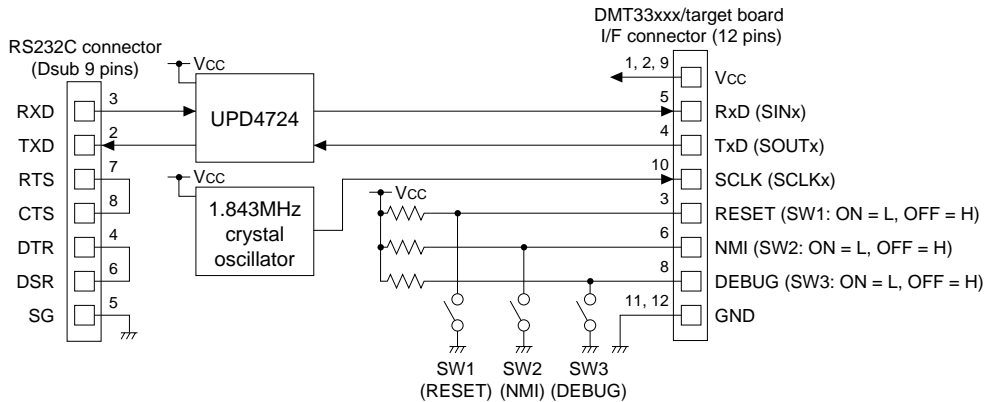 DMT33xxx/target board
I/F connector (12 pins)
RS232C connector
(Dsub 9 pins)
VCC
1, 2, 9
VCC
RXD
3
UPD4724
5
RxD (SINx)
TXD
2
4
TxD (SOUTx)
RTS
7
VCC
10
SCLK (SCLKx)
CTS
8
1.843MHz
crystal
oscillator
VCC
3
RESET (SW1: ON = L, OFF = H)
DTR
4
6
NMI (SW2: ON = L, OFF = H)
DSR
6
8
DEBUG (SW3: ON = L, OFF = H)
SG
5
11, 12
GND
SW1
(RESET)
SW2
(NMI)
SW3
(DEBUG)